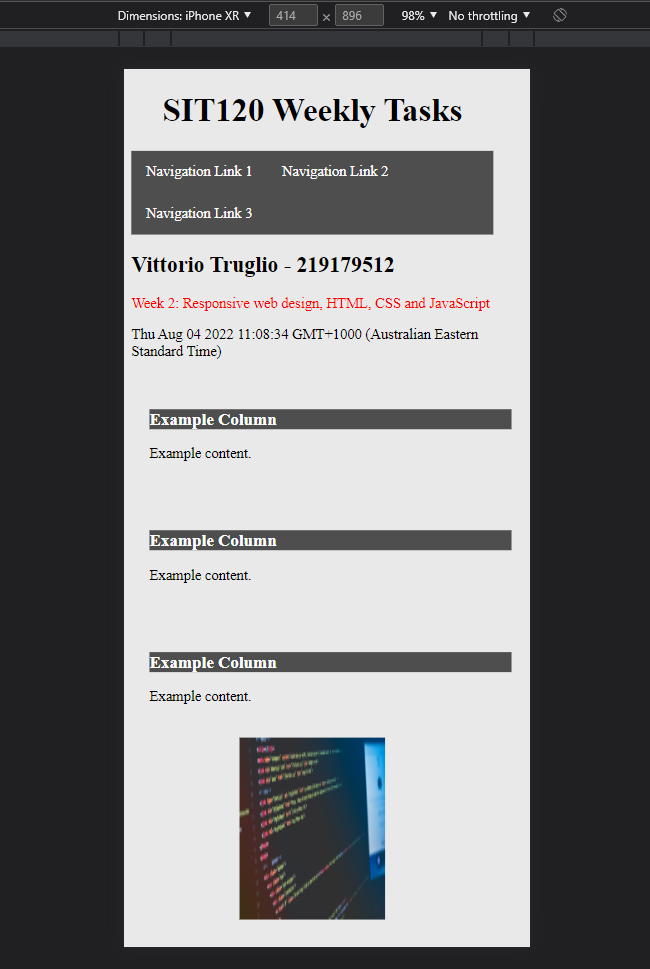 Dimensions: iPhone XR ▼ 414 × 896 98% ▼ No throttling ▼
SIT120 Weekly Tasks
Navigation Link 1 Navigation Link 2
Navigation Link 3
Vittorio Truglio - 219179512
Week 2: Responsive web design, HTML, CSS and JavaScript
Thu Aug 04 2022 11:08:34 GMT+1000 (Australian Eastern
Standard Time)
Example Column
Example content.
Example Column
Example content.
Example Column
Example content.